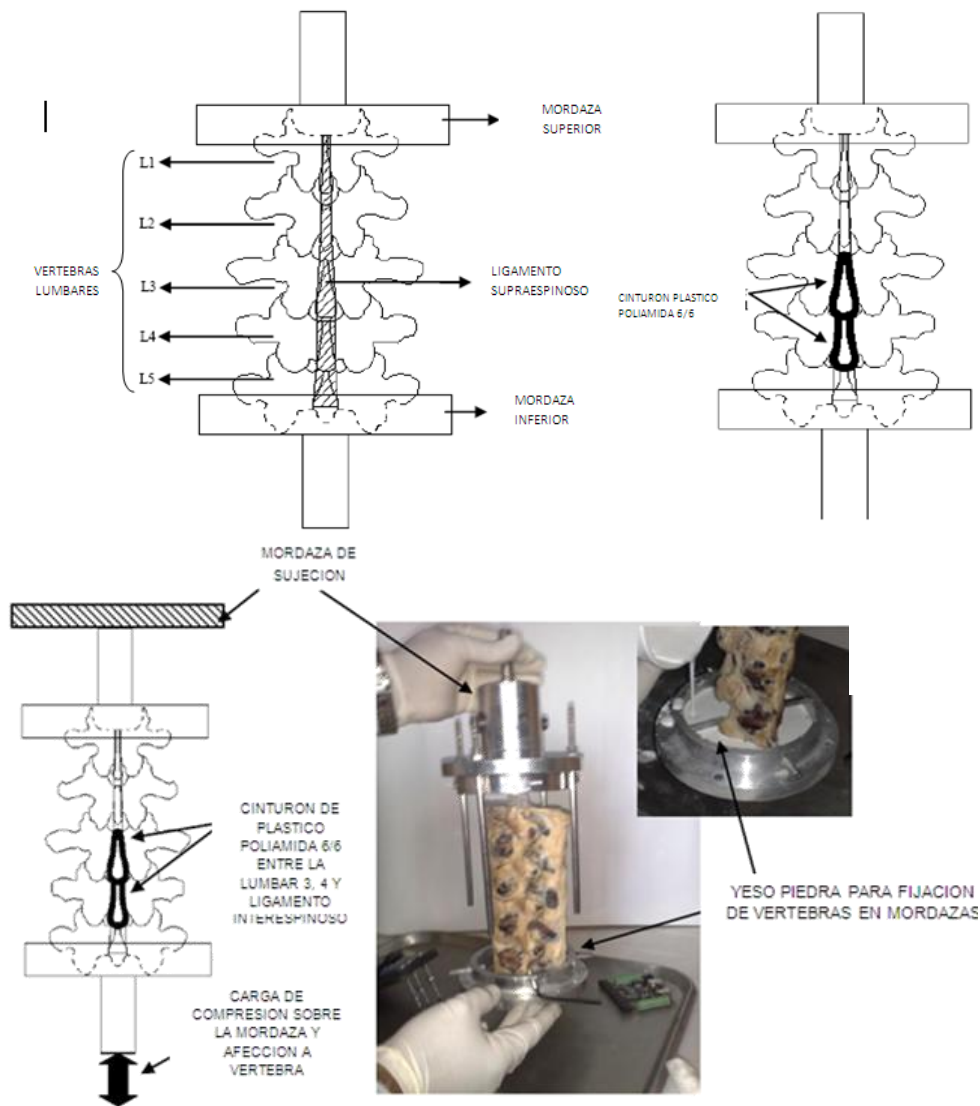 MORDAZA
SUPERIOR
L1
L2
L3
L4
L5
VERTEBRAS
LUMBARES
LIGAMENTO
SUPRAESPINOSO
MORDAZA
INFERIOR
CINTURON PLASTICO
POLIAMIDA 6/6
MORDAZA DE
SUJECION
CINTURON DE
PLASTICO
POLIAMIDA 6/6
ENTRE LA
LUMBAR 3, 4 Y
LIGAMENTO
INTERESPINOSO
CARGA DE
COMPRESION SOBRE
LA MORDAZA Y
AFECCION A
VERTEBRA
YESO PIEDRA PARA FIJACION
DE VERTEBRAS EN MORDAZAS